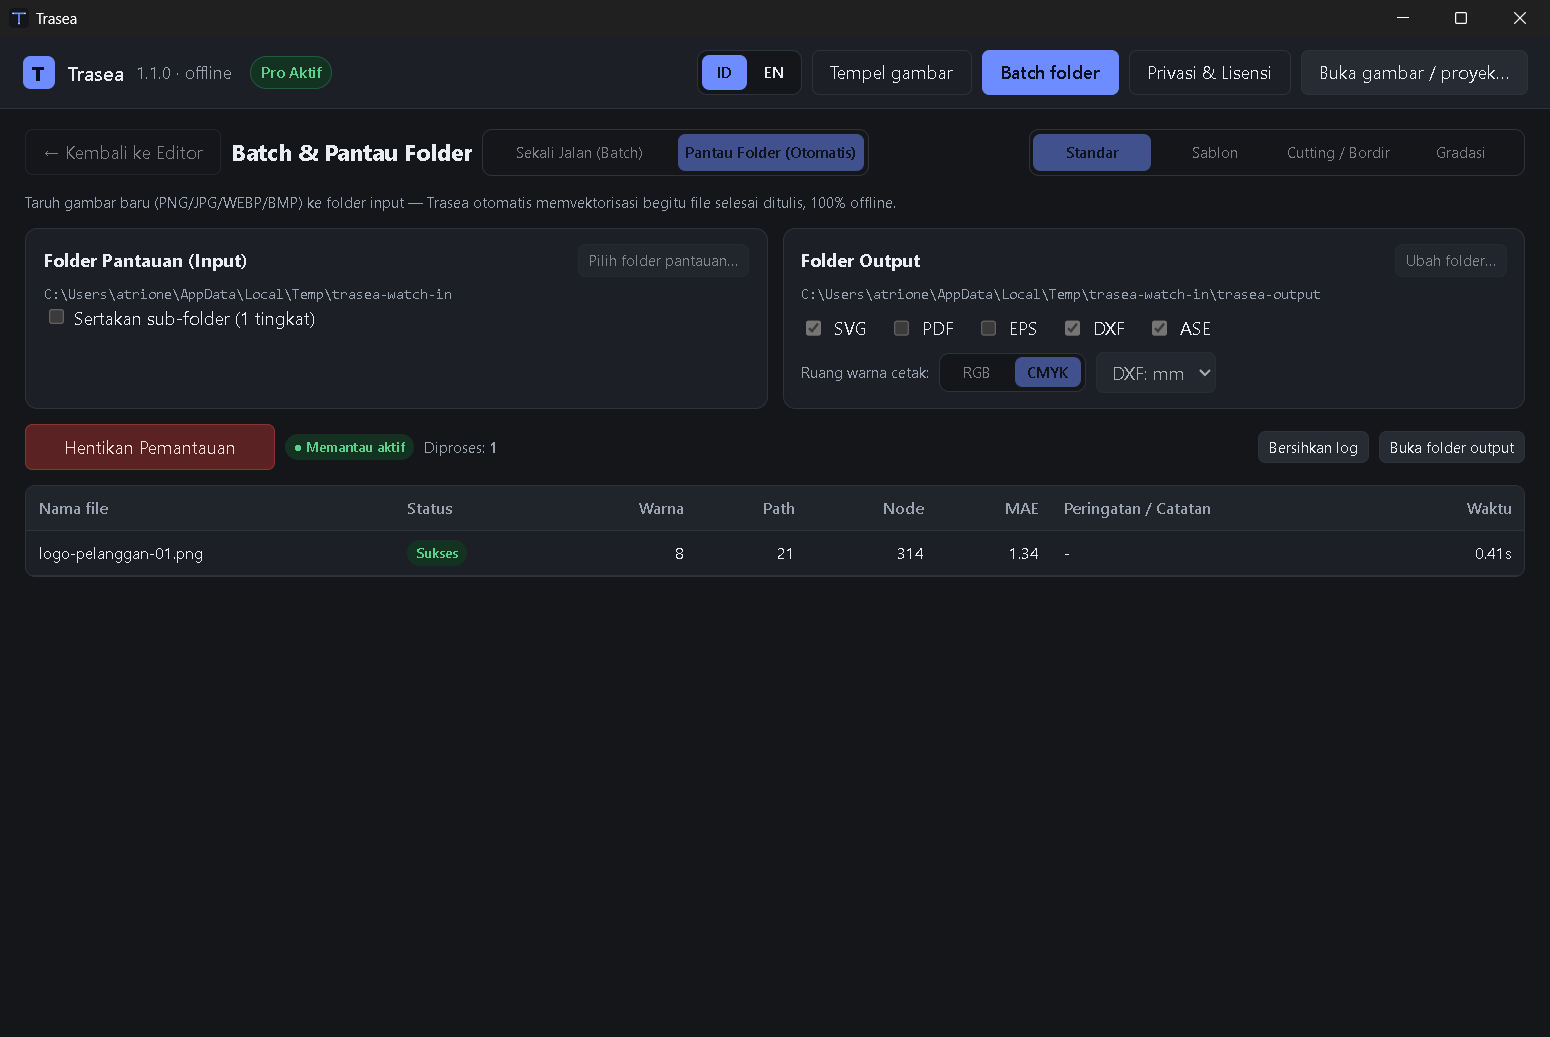 Trasea
T Trasea 1.1.0 · offline Pro Aktif ID EN Tempel gambar Batch folder Privasi & Lisensi Buka gambar / proyek...
← Kembali ke Editor Batch & Pantau Folder Sekali Jalan (Batch) Pantau Folder (Otomatis) Standar Sablon Cutting / Bordir Gradasi
Taruh gambar baru (PNG/JPG/WEBP/BMP) ke folder input — Trasea otomatis memvektorisasi begitu file selesai ditulis, 100% offline.
Folder Pantauan (Input) Pilih folder pantauan...
C:\Users\atrione\AppData\Local\Temp\trasea-watch-in
Sertakan sub-folder (1 tingkat)
Folder Output Ubah folder...
C:\Users\atrione\AppData\Local\Temp\trasea-watch-in\trasea-output
SVG PDF EPS DXF ASE
Ruang warna cetak: RGB CMYK DXF: mm
Hentikan Pemantauan ● Memantau aktif Diproses: 1 Bersihkan log Buka folder output
Nama file Status Warna Path Node MAE Peringatan / Catatan Waktu
logo-pelanggan-01.png Sukses 8 21 314 1.34 - 0.41s